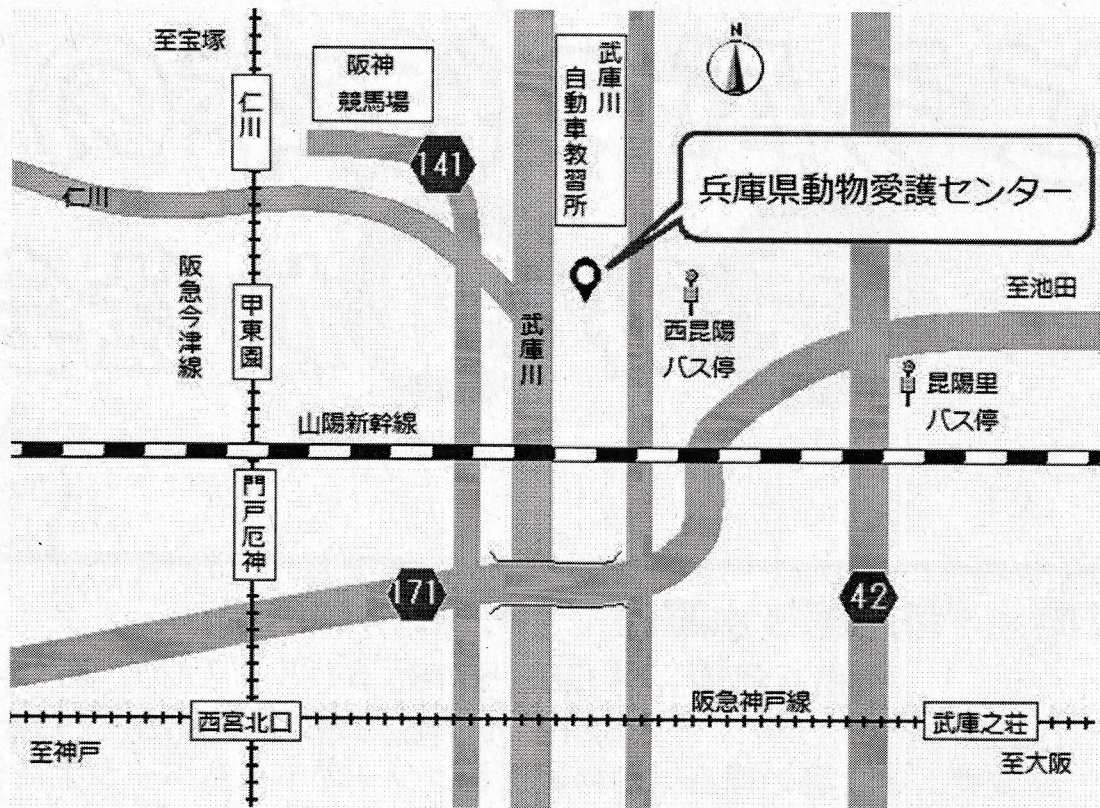 至宝塚
阪神
競馬場
武庫川
自動車教習所
N
仁川
141
兵庫県動物愛護センター
仁川
阪急今津線
甲東園
武庫川
西昆陽
バス停
至池田
昆陽里
バス停
山陽新幹線
門戸厄神
171
42
阪急神戸線
西宮北口
武庫之荘
至神戸
至大阪